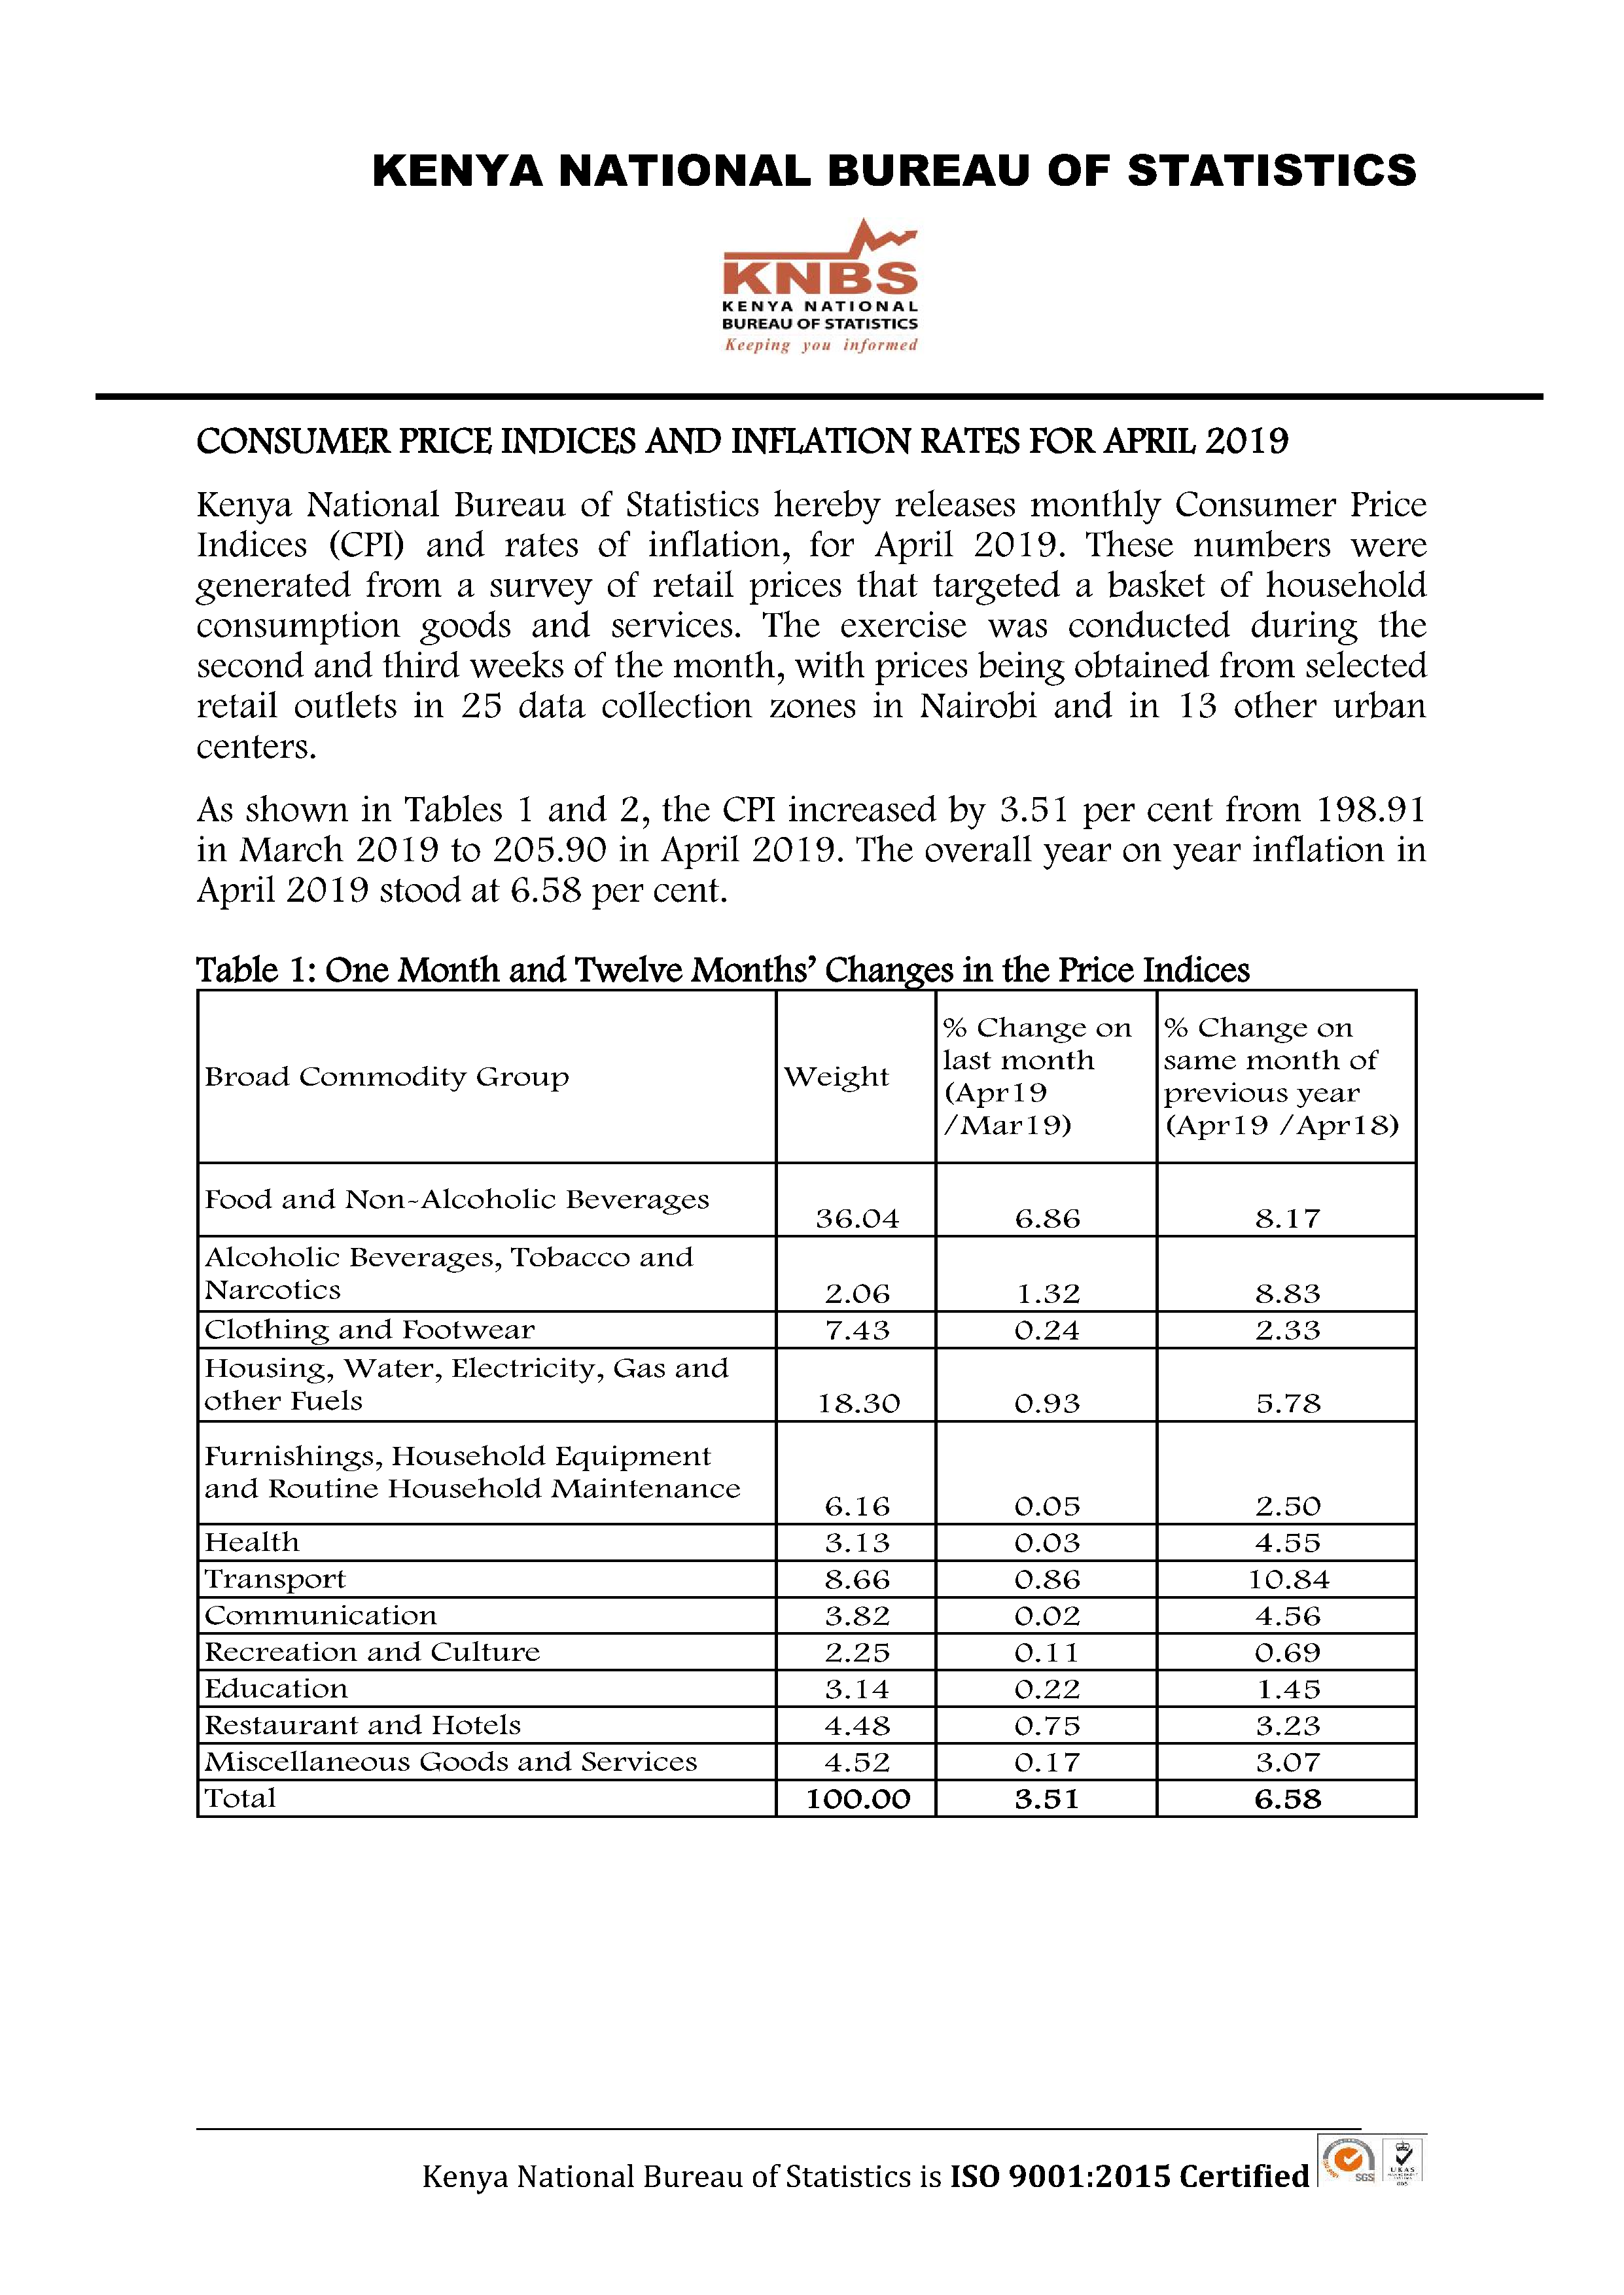 KENYA NATIONAL BUREAU OF STATISTICS
KNBS
KENYA NATIONAL
BUREAU OF STATISTICS
Keeping you informed
CONSUMER PRICE INDICES AND INFLATION RATES FOR APRIL 2019
Kenya National Bureau of Statistics hereby releases monthly Consumer Price
Indices (CPI) and rates of inflation, for April 2019. These numbers were
generated from a survey of retail prices that targeted a basket of household
consumption goods and services. The exercise was conducted during the
second and third weeks of the month, with prices being obtained from selected
retail outlets in 25 data collection zones in Nairobi and in 13 other urban
centers.
As shown in Tables 1 and 2, the CPI increased by 3.51 per cent from 198.91
in March 2019 to 205.90 in April 2019. The overall year on year inflation in
April 2019 stood at 6.58 per cent.
Table 1: One Month and Twelve Months' Changes in the Price Indices
Broad Commodity Group
Weight
% Change on
last month
(Apr19
/Mar19)
% Change on
same month of
previous year
(Apr19 /Apr18)
Food and Non-Alcoholic Beverages
36.04 6.86 8.17
Alcoholic Beverages, Tobacco and
Narcotics 2.06 1.32 8.83
Clothing and Footwear 7.43 0.24 2.33
Housing, Water, Electricity, Gas and
other Fuels 18.30 0.93 5.78
Furnishings, Household Equipment
and Routine Household Maintenance
6.16 0.05 2.50
Health 3.13 0.03 4.55
Transport 8.66 0.86 10.84
Communication 3.82 0.02 4.56
Recreation and Culture 2.25 0.11 0.69
Education 3.14 0.22 1.45
Restaurant and Hotels 4.48 0.75 3.23
Miscellaneous Goods and Services 4.52 0.17 3.07
Total 100.00 3.51 6.58
Kenya National Bureau of Statistics is ISO 9001:2015 Certified
SGS
UKAS